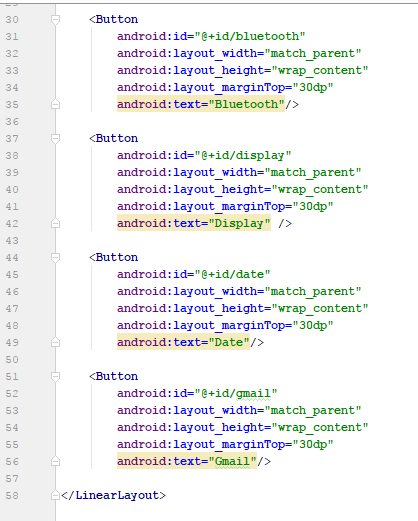 30 <Button
31 android:id="@+id/bluetooth"
32 android:layout_width="match_parent"
33 android:layout_height="wrap_content"
34 android:layout_marginTop="30dp"
35 android:text="Bluetooth"/>
36
37 <Button
38 android:id="@+id/display"
39 android:layout_width="match_parent"
40 android:layout_height="wrap_content"
41 android:layout_marginTop="30dp"
42 android:text="Display" />
43
44 <Button
45 android:id="@+id/date"
46 android:layout_width="match_parent"
47 android:layout_height="wrap_content"
48 android:layout_marginTop="30dp"
49 android:text="Date"/>
50
51 <Button
52 android:id="@+id/gmail"
53 android:layout_width="match_parent"
54 android:layout_height="wrap_content"
55 android:layout_marginTop="30dp"
56 android:text="Gmail"/>
57
58 </LinearLayout>